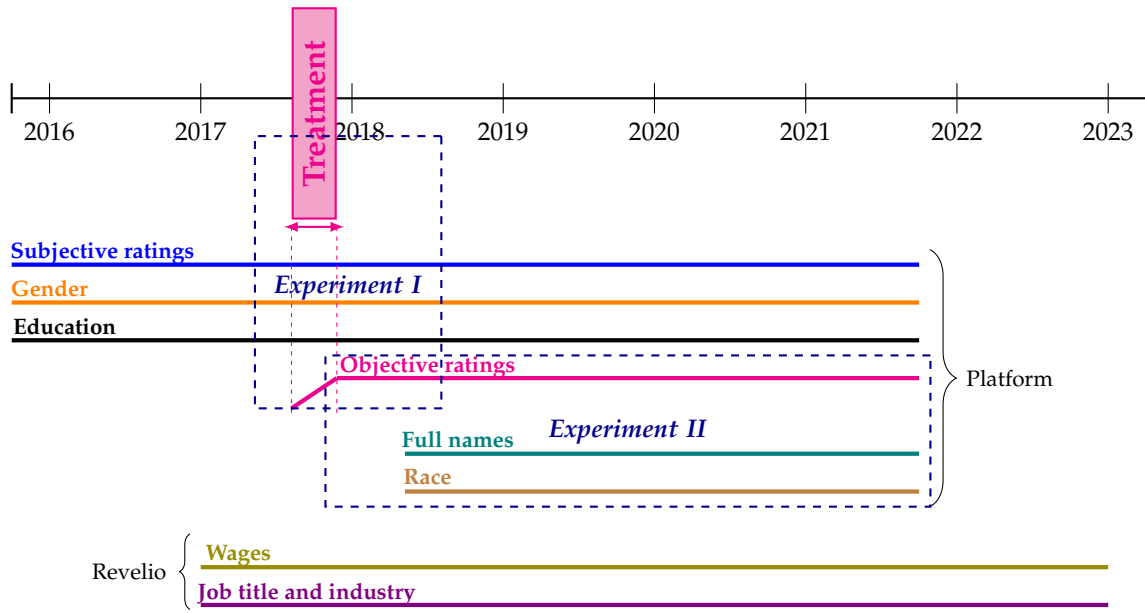 Treatment
2016 2017 2018 2019 2020 2021 2022 2023
Subjective ratings
Experiment I
Gender
Education
Objective ratings
Platform
Experiment II
Full names
Race
Wages
Revelio
Job title and industry